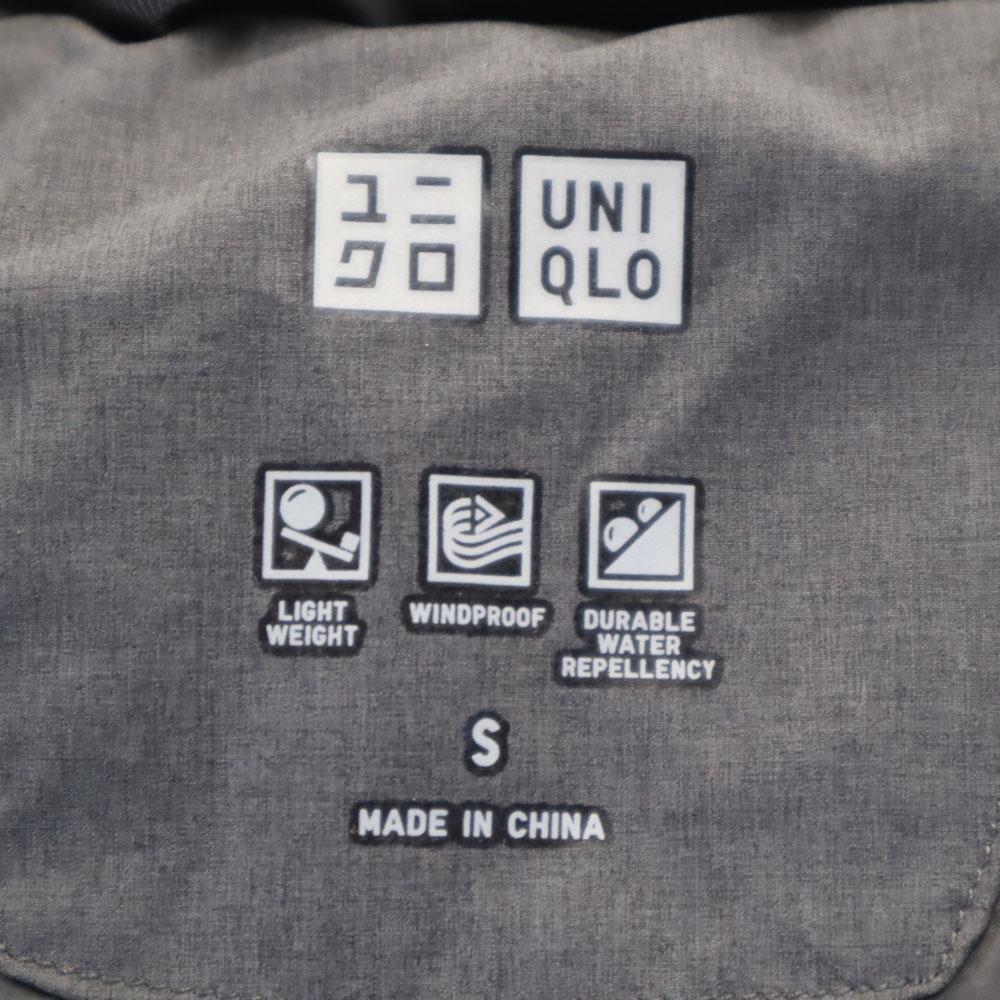 ユニ
クロ
UNI
QLO
LIGHT
WEIGHT
WINDPROOF
DURABLE
WATER
REPELLENCY
S
MADE IN CHINA